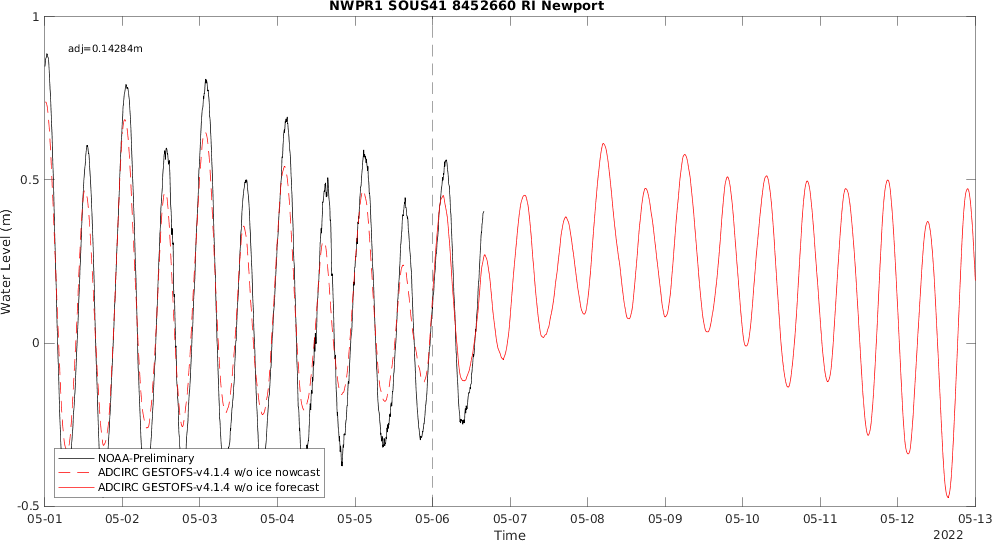 NWPR1 SOUS41 8452660 RI Newport
adj=0.14284m
1
0.5
0
-0.5
Water Level (m)
NOAA-Preliminary
ADCIRC GESTOFS-v4.1.4 w/o ice nowcast
ADCIRC GESTOFS-v4.1.4 w/o ice forecast
05-01 05-02 05-03 05-04 05-05 05-06 05-07 05-08 05-09 05-10 05-11 05-12 05-13
Time
2022